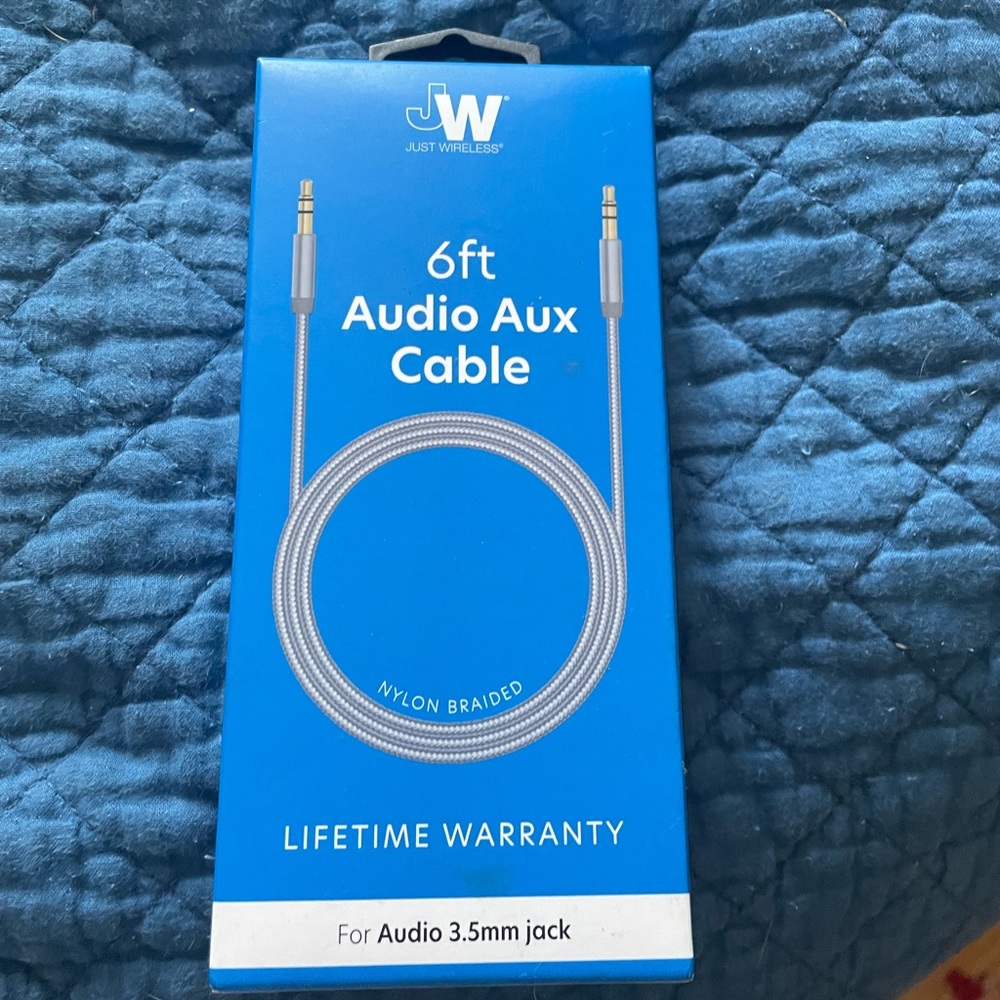 JW®
JUST WIRELESS®
6ft
Audio Aux
Cable
NYLON BRAIDED
LIFETIME WARRANTY
For Audio 3.5mm jack